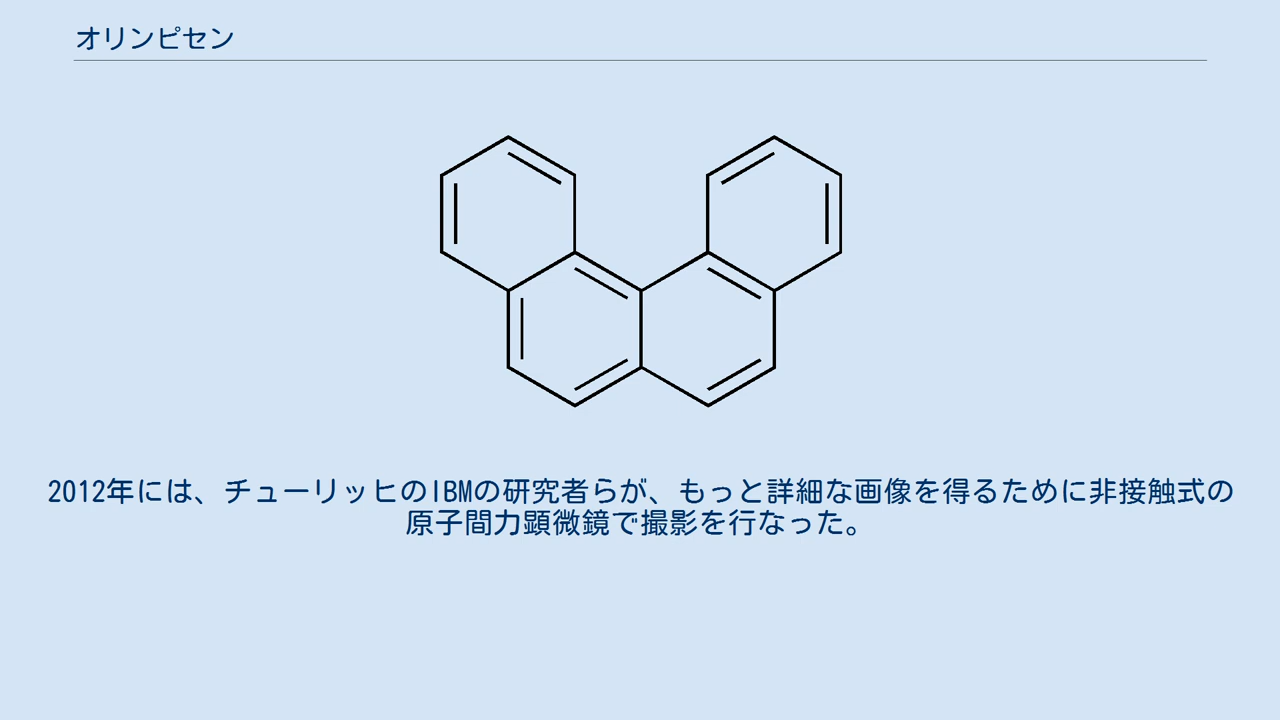 オリンピセン
2012年には、チューリッヒのIBMの研究者らが、もっと詳細な画像を得るために非接触式の
原子間力顕微鏡で撮影を行なった。